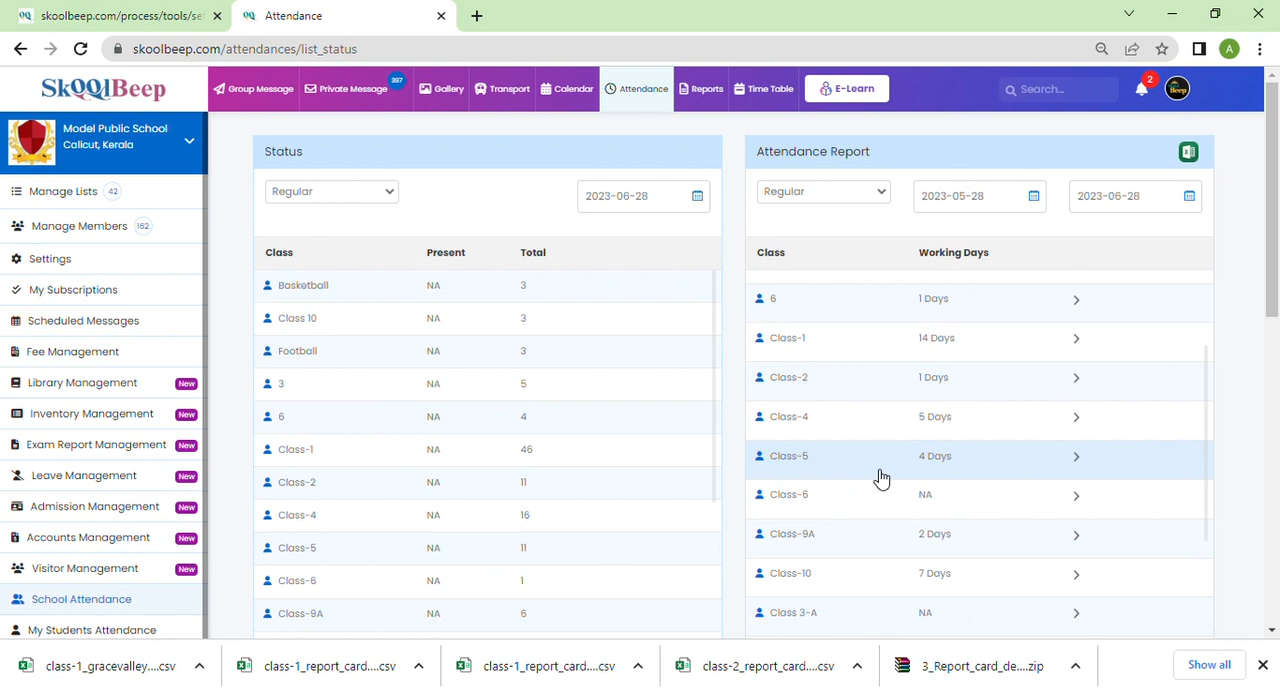 skoolbeep.com/process/tools/se
Attendance
skoolbeep.com/attendances/list_status
A
SkOOlBeep
Group Message
Private Message
397
Gallery
Transport
Calendar
Attendance
Reports
Time Table
E-Learn
Search...
2
Beep
Model Public School
Calicut, Kerala
Manage Lists 42
Manage Members 162
Settings
My Subscriptions
Scheduled Messages
Fee Management
Library Management New
Inventory Management New
Exam Report Management New
Leave Management New
Admission Management New
Accounts Management New
Visitor Management New
School Attendance
My Students Attendance
Status
Regular
2023-06-28
Class Present Total
Basketball NA 3
Class 10 NA 3
Football NA 3
3 NA 5
6 NA 4
Class-1 NA 46
Class-2 NA 11
Class-4 NA 16
Class-5 NA 11
Class-6 NA 1
Class-9A NA 6
Attendance Report
Regular
2023-05-28
2023-06-28
Class Working Days
6 1 Days
Class-1 14 Days
Class-2 1 Days
Class-4 5 Days
Class-5 4 Days
Class-6 NA
Class-9A 2 Days
Class-10 7 Days
Class 3-A NA
class-1_gracevalley....csv
class-1_report_card....csv
class-1_report_card....csv
class-2_report_card....csv
3_Report_card_de....zip
Show all